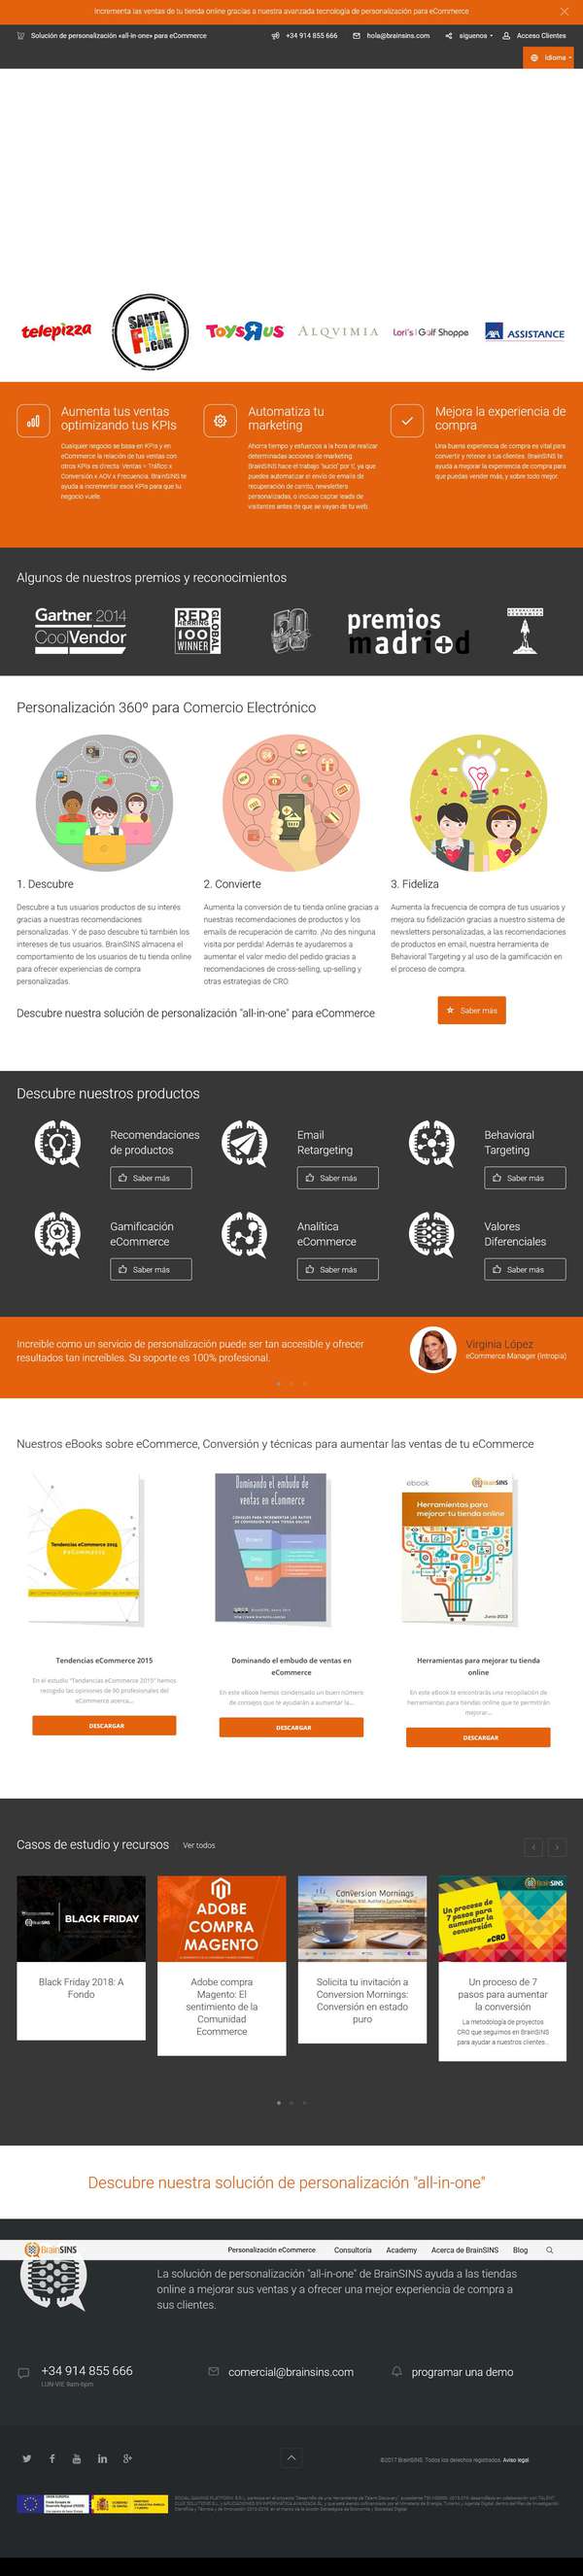 Incrementa las ventas de tu tienda online gracias a nuestra avanzada tecnología de personalización para eCommerce
Solución de personalización «all-in one» para eCommerce
+34 914 855 666
hola@brainsins.com
síguenos
Acceso Clientes
Idioma
telepizza
SANTA FIXIE .COM
TOYS R US
ALQVIMIA
Lori's | Golf Shoppe
AXA ASSISTANCE
Aumenta tus ventas
optimizando tus KPIs
Cualquier negocio se basa en KPIs y en
eCommerce la relación de tus ventas con
otros KPIs es directa: Ventas = Tráfico x
Conversión x AOV x Frecuencia. BrainSINS te
ayuda a incrementar esos KPIs para que tu
negocio vuele.
Automatiza tu
marketing
Ahorra tiempo y esfuerzos a la hora de realizar
determinadas acciones de marketing.
BrainSINS hace el trabajo 'sucio' por ti, ya que
puedes automatizar el envío de emails de
recuperación de carrito, newsletters
personalizadas, o incluso captar leads de
visitantes antes de que se vayan de tu web.
Mejora la experiencia de
compra
Una buena experiencia de compra es vital para
convertir y retener a tus clientes. BrainSINS te
ayuda a mejorar la experiencia de compra para
que puedas vender más, y sobre todo mejor.
Algunos de nuestros premios y reconocimientos
Gartner 2014
CoolVendor
RED HERRING
100
WINNER
GLOBAL
premios
madri+d
Personalización 360º para Comercio Electrónico
1. Descubre
Descubre a tus usuarios productos de su interés
gracias a nuestras recomendaciones
personalizadas. Y de paso descubre tú también los
intereses de tus usuarios. BrainSINS almacena el
comportamiento de los usuarios de tu tienda online
para ofrecer experiencias de compra
personalizadas.
2. Convierte
Aumenta la conversión de tu tienda online gracias a
nuestras recomendaciones de productos y los
emails de recuperación de carrito. ¡No des ninguna
visita por perdida! Además te ayudaremos a
aumentar el valor medio del pedido gracias a
recomendaciones de cross-selling, up-selling y
otras estrategias de CRO.
3. Fideliza
Aumenta la frecuencia de compra de tus usuarios y
mejora su fidelización gracias a nuestro sistema de
newsletters personalizadas, a las recomendaciones
de productos en email, nuestra herramienta de
Behavioral Targeting y al uso de la gamificación en
el proceso de compra.
Descubre nuestra solución de personalización "all-in-one" para eCommerce
Saber más
Descubre nuestros productos
Recomendaciones
de productos
Saber más
Email
Retargeting
Saber más
Behavioral
Targeting
Saber más
Gamificación
eCommerce
Saber más
Analítica
eCommerce
Saber más
Valores
Diferenciales
Saber más
Increíble como un servicio de personalización puede ser tan accesible y ofrecer
resultados tan increíbles. Su soporte es 100% profesional.
Virginia López
eCommerce Manager (Intropia)
Nuestros eBooks sobre eCommerce, Conversión y técnicas para aumentar las ventas de tu eCommerce
Tendencias eCommerce 2015
Dominando el embudo de
ventas en eCommerce
ebook
BrainSINS
Herramientas para
mejorar tu tienda online
Junio 2013
Tendencias eCommerce 2015
En el estudio "Tendencias eCommerce 2015" hemos
recogido las opiniones de 90 profesionales del
eCommerce acerca...
DESCARGAR
Dominando el embudo de ventas en
eCommerce
En este eBook hemos condensado un buen número
de consejos que te ayudarán a aumentar la...
DESCARGAR
Herramientas para mejorar tu tienda
online
En este eBook te encontrarás una recopilación de
herramientas para tiendas online que te permitirán
mejorar...
DESCARGAR
Casos de estudio y recursos
Ver todos
BrainSINS
BLACK FRIDAY
Black Friday 2018: A
Fondo
ADOBE
COMPRA
MAGENTO
Adobe compra
Magento: El
sentimiento de la
Comunidad
Ecommerce
Conversion Mornings
Solicita tu invitación a
Conversion Mornings:
Conversión en estado
puro
BrainSINS
Un proceso de
7 pasos para
aumentar la
conversión
#CRO
Un proceso de 7
pasos para aumentar
la conversión
La metodología de proyectos
CRO que seguimos en BrainSINS
para ayudar a nuestros clientes...
Descubre nuestra solución de personalización "all-in-one"
BrainSINS
Personalización eCommerce
Consultoría
Academy
Acerca de BrainSINS
Blog
La solución de personalización "all-in-one" de BrainSINS ayuda a las tiendas
online a mejorar sus ventas y a ofrecer una mejor experiencia de compra a
sus clientes.
+34 914 855 666
LUN-VIE 9am-6pm
comercial@brainsins.com
programar una demo
©2017 BrainSINS. Todos los derechos registrados. Aviso legal